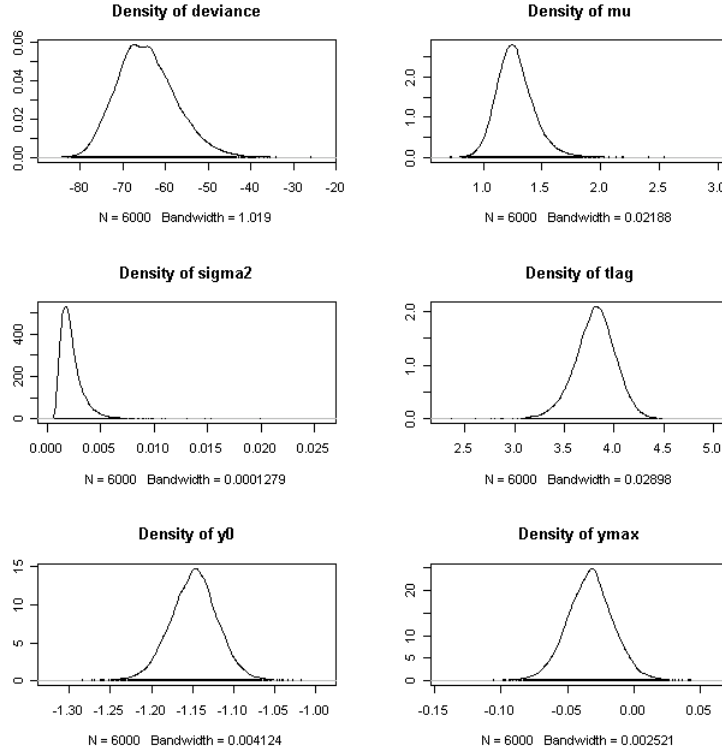 Density of deviance
0.00 0.02 0.04 0.06
-80 -70 -60 -50 -40 -30 -20
N = 6000 Bandwidth = 1.019
Density of mu
0.0 1.0 2.0
1.0 1.5 2.0 2.5 3.0
N = 6000 Bandwidth = 0.02188
Density of sigma2
0 200 400
0.000 0.005 0.010 0.015 0.020 0.025
N = 6000 Bandwidth = 0.0001279
Density of tlag
0.0 1.0 2.0
2.5 3.0 3.5 4.0 4.5 5.0
N = 6000 Bandwidth = 0.02898
Density of y0
0 5 10 15
-1.30 -1.25 -1.20 -1.15 -1.10 -1.05 -1.00
N = 6000 Bandwidth = 0.004124
Density of ymax
0 5 10 20
-0.15 -0.10 -0.05 0.00 0.05
N = 6000 Bandwidth = 0.002521